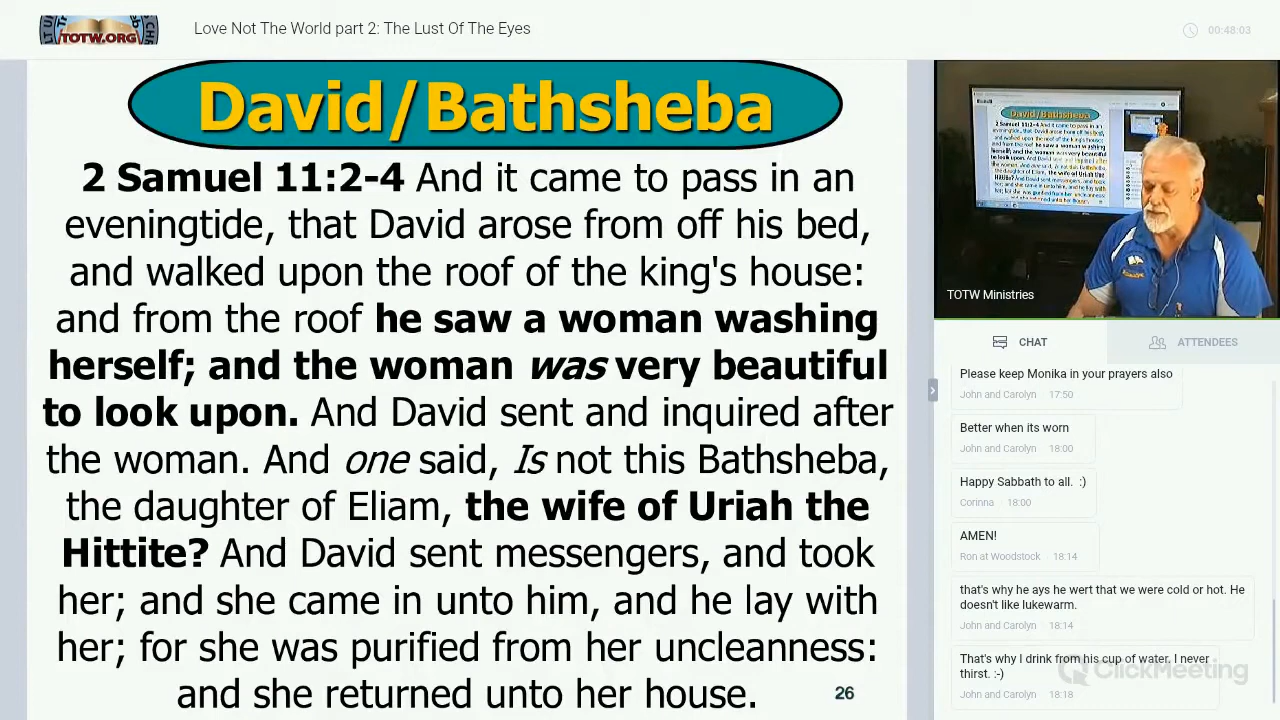 TOTW.ORG
Love Not The World part 2: The Lust Of The Eyes
00:48:03
David/Bathsheba
2 Samuel 11:2-4 And it came to pass in an
eveningtide, that David arose from off his bed,
and walked upon the roof of the king's house:
and from the roof he saw a woman washing
herself; and the woman was very beautiful
to look upon. And David sent and inquired after
the woman. And one said, Is not this Bathsheba,
the daughter of Eliam, the wife of Uriah the
Hittite? And David sent messengers, and took
her; and she came in unto him, and he lay with
her; for she was purified from her uncleanness:
and she returned unto her house.
26
David/Bathsheba
TOTW Ministries
CHAT
ATTENDEES
Please keep Monika in your prayers also
John and Carolyn 17:50
Better when its worn
John and Carolyn 18:00
Happy Sabbath to all. :)
Corinna 18:00
AMEN!
Ron at Woodstock 18:14
that's why he ays he wert that we were cold or hot. He
doesn't like lukewarm.
John and Carolyn 18:14
That's why I drink from his cup of water. I never
thirst. :-)
John and Carolyn 18:18
ClickMeeting